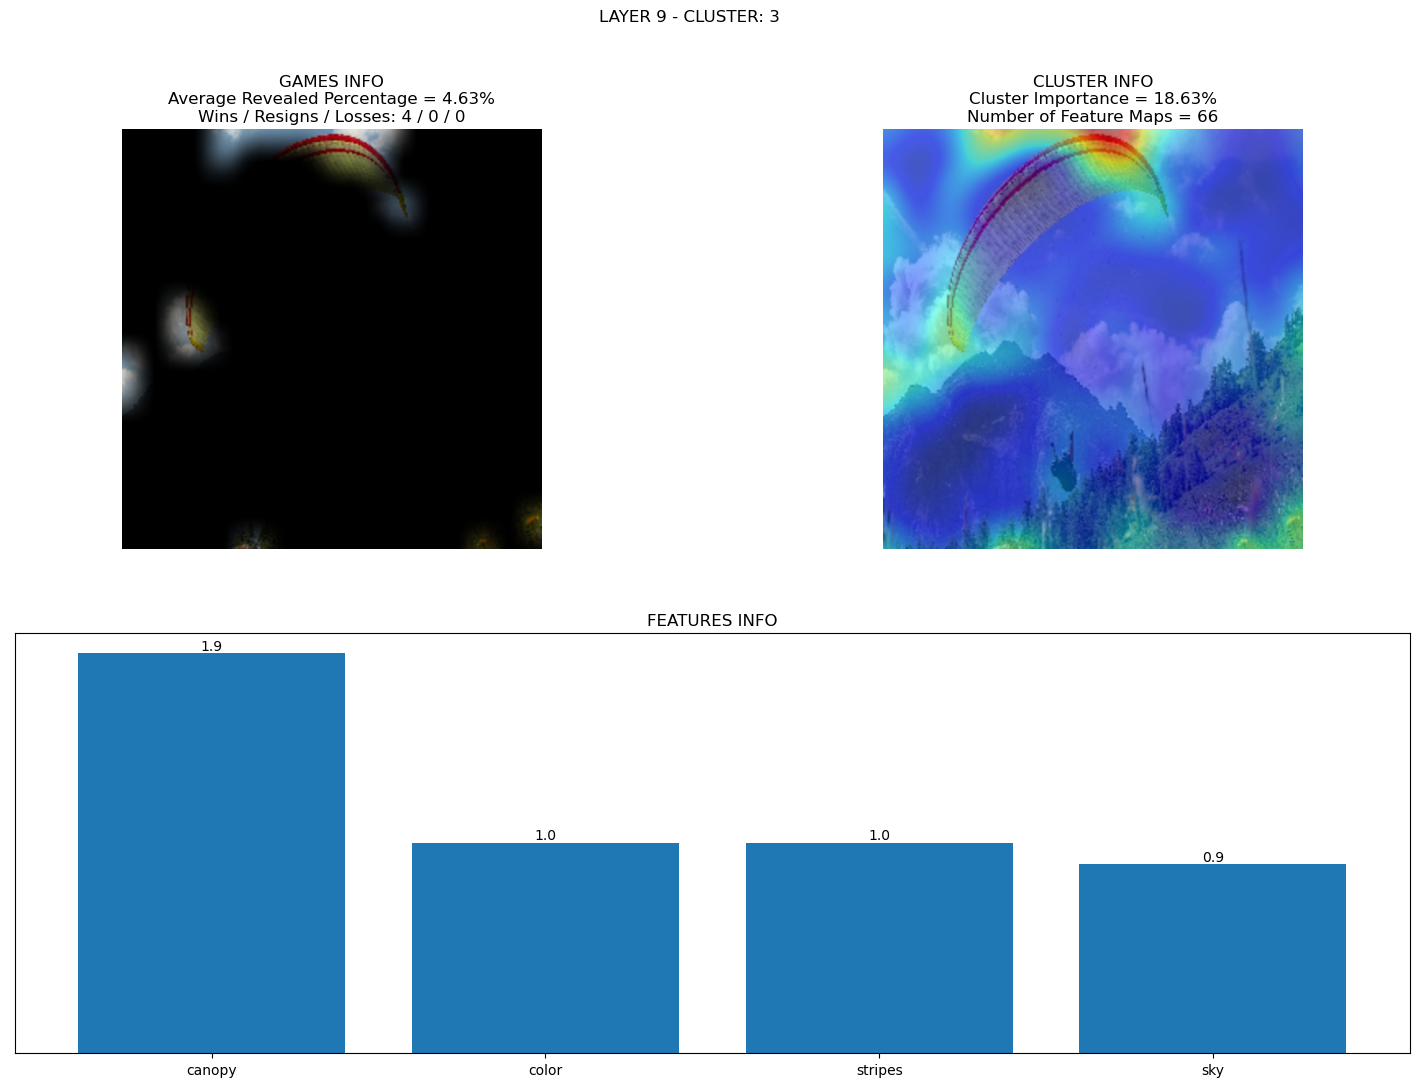 LAYER 9 - CLUSTER: 3
GAMES INFO
Average Revealed Percentage = 4.63%
Wins / Resigns / Losses: 4 / 0 / 0
CLUSTER INFO
Cluster Importance = 18.63%
Number of Feature Maps = 66
FEATURES INFO
1.9
1.0
1.0
0.9
canopy
color
stripes
sky